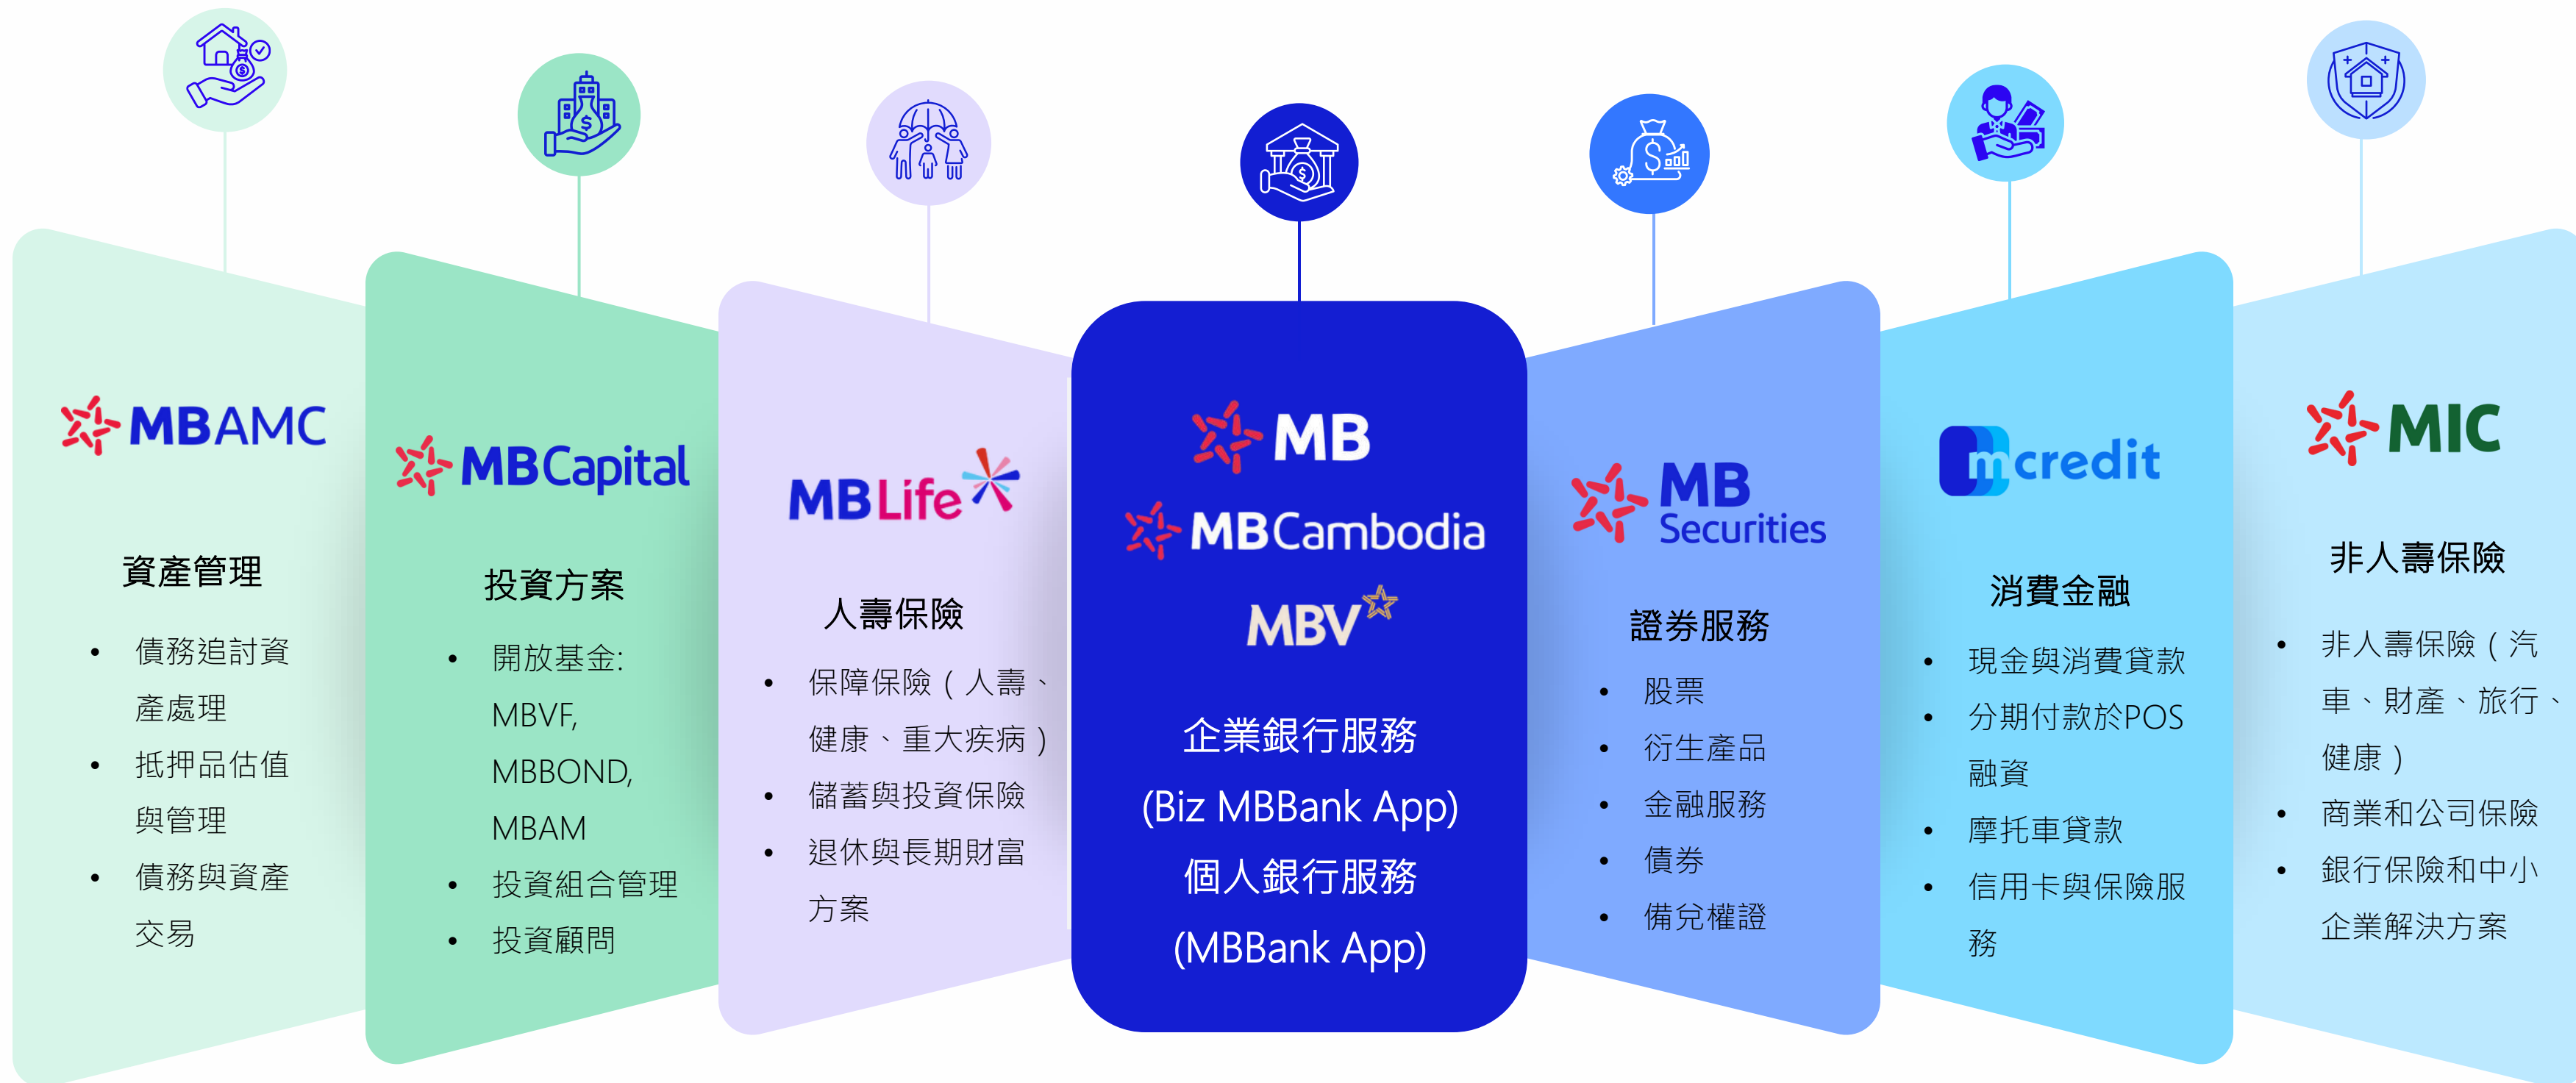 MBAMC
資產管理
• 債務追討資
產處理
• 抵押品估值
與管理
• 債務與資產
交易
MBCapital
投資方案
• 開放基金:
MBVF,
MBBOND,
MBAM
• 投資組合管理
• 投資顧問
MBLife
人壽保險
• 保障保險（人壽、
健康、重大疾病）
• 儲蓄與投資保險
• 退休與長期財富
方案
MB
MBCambodia
MBV
企業銀行服務
(Biz MBBank App)
個人銀行服務
(MBBank App)
MB
Securities
證券服務
• 股票
• 衍生產品
• 金融服務
• 債券
• 備兌權證
mcredit
消費金融
• 現金與消費貸款
• 分期付款於POS
融資
• 摩托車貸款
• 信用卡與保險服
務
MIC
非人壽保險
• 非人壽保險（汽
車、財產、旅行、
健康）
• 商業和公司保險
• 銀行保險和中小
企業解決方案